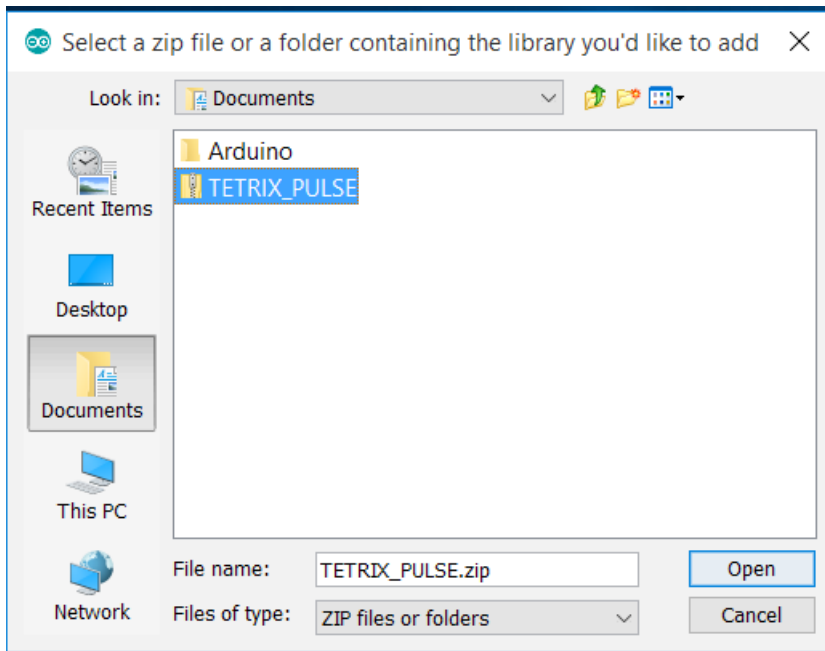 Select a zip file or a folder containing the library you'd like to add
Look in: Documents
Arduino
TETRIX_PULSE
Recent Items
Desktop
Documents
This PC
Network
File name: TETRIX_PULSE.zip Open
Files of type: ZIP files or folders Cancel